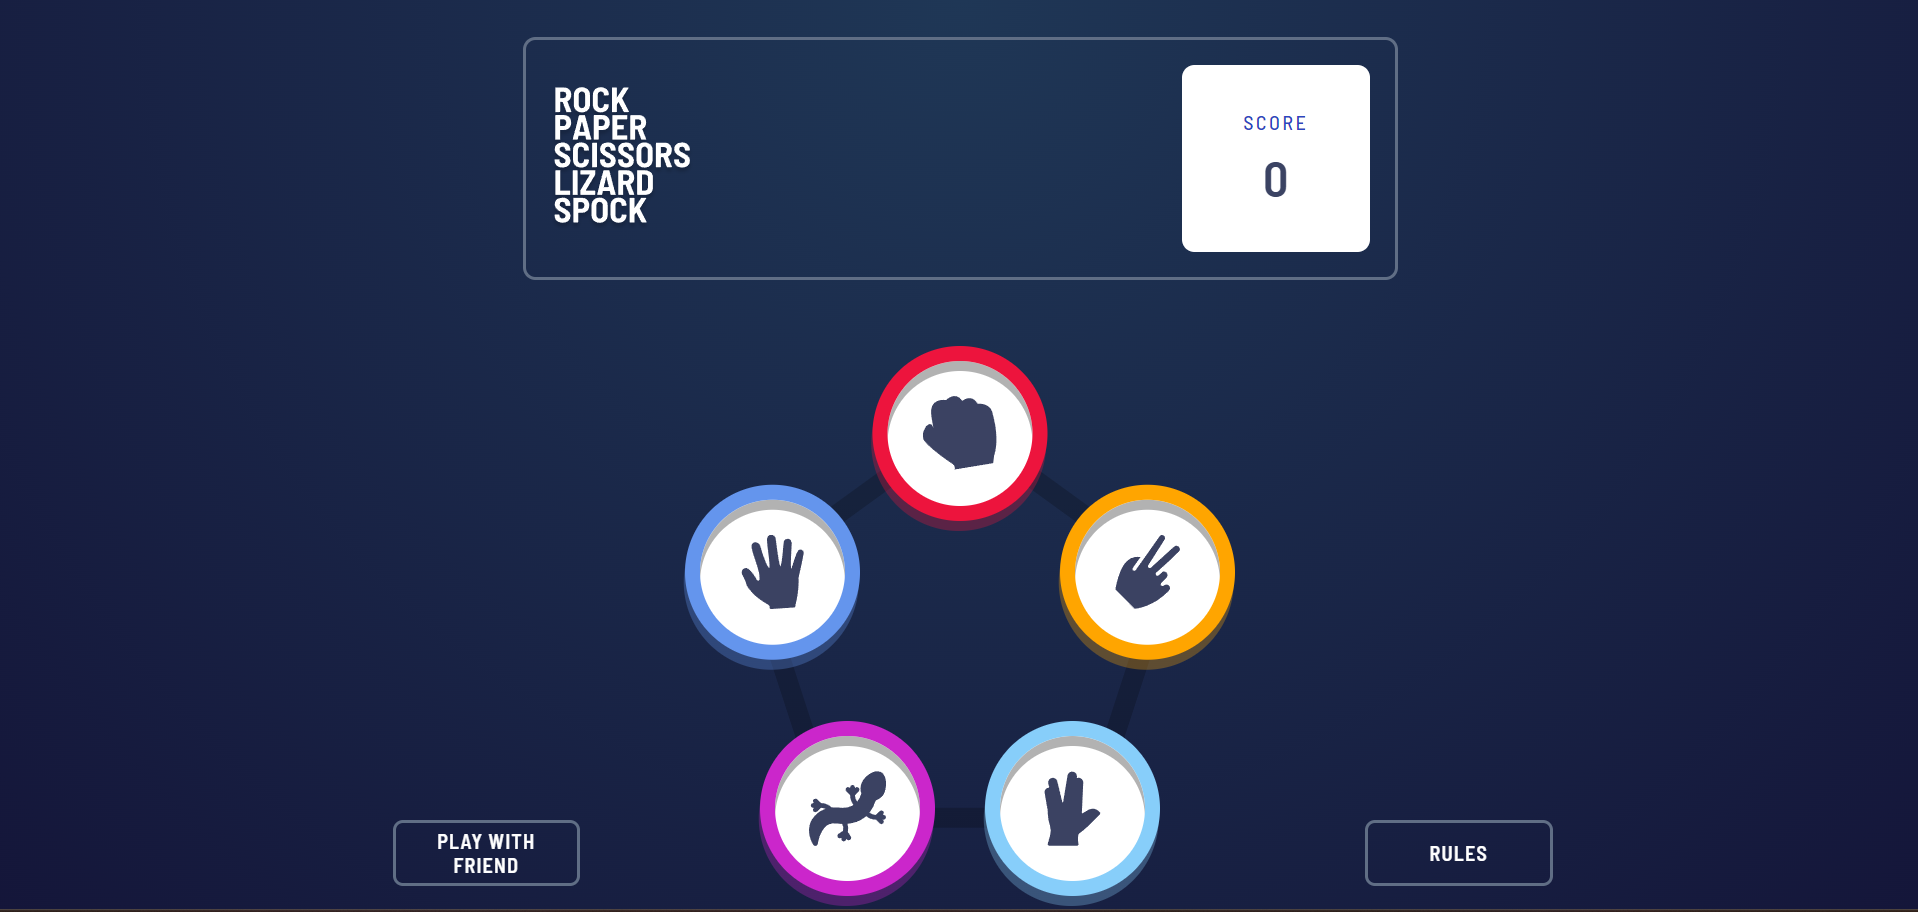 ROCK
PAPER
SCISSORS
LIZARD
SPOCK
SCORE
0
PLAY WITH
FRIEND
RULES